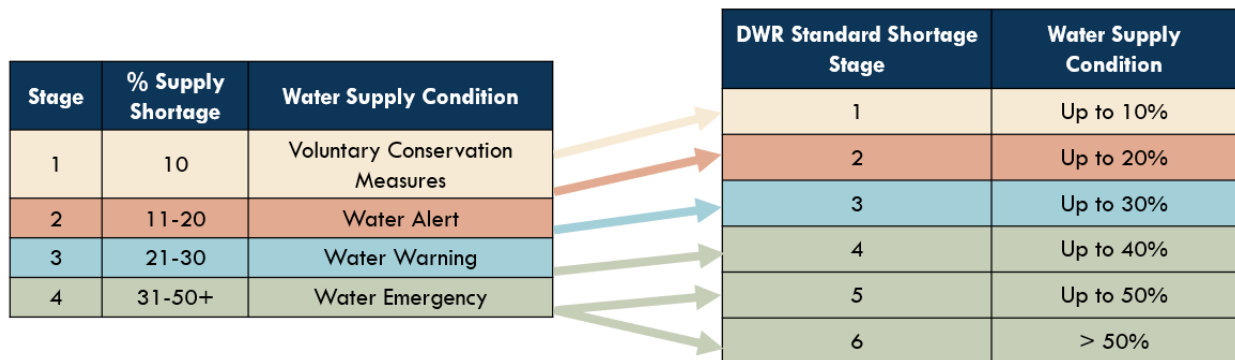 Stage % Supply Shortage Water Supply Condition
1 10 Voluntary Conservation Measures
2 11-20 Water Alert
3 21-30 Water Warning
4 31-50+ Water Emergency
DWR Standard Shortage Stage Water Supply Condition
1 Up to 10%
2 Up to 20%
3 Up to 30%
4 Up to 40%
5 Up to 50%
6 > 50%